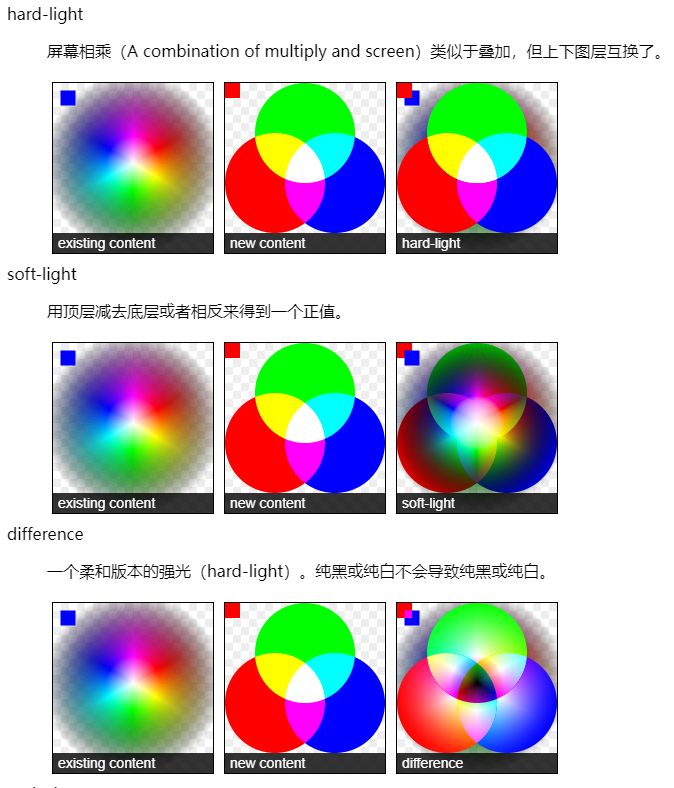 hard-light
屏幕相乘（A combination of multiply and screen）类似于叠加，但上下图层互换了。
existing content
new content
hard-light
soft-light
用顶层减去底层或者相反来得到一个正值。
existing content
new content
soft-light
difference
一个柔和版本的强光（hard-light）。纯黑或纯白不会导致纯黑或纯白。
existing content
new content
difference